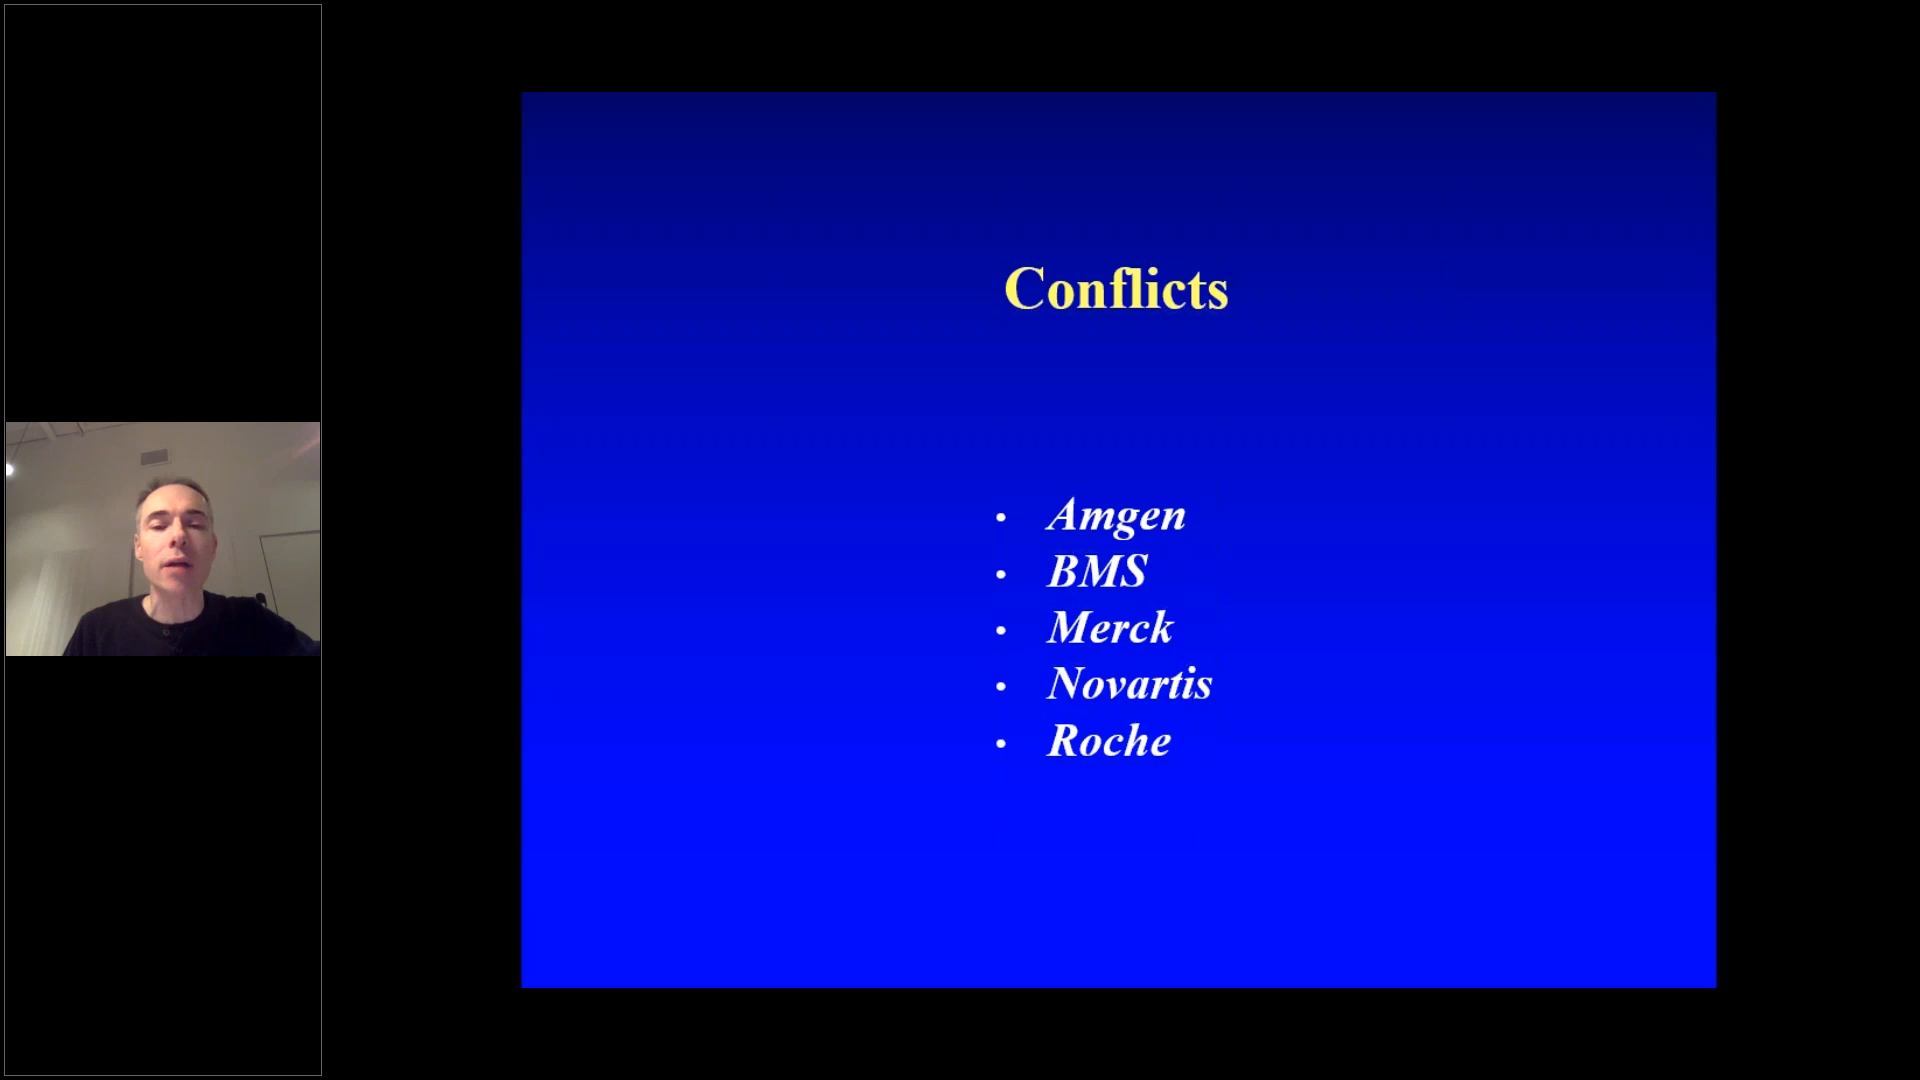 Conflicts
• Amgen
• BMS
• Merck
• Novartis
• Roche